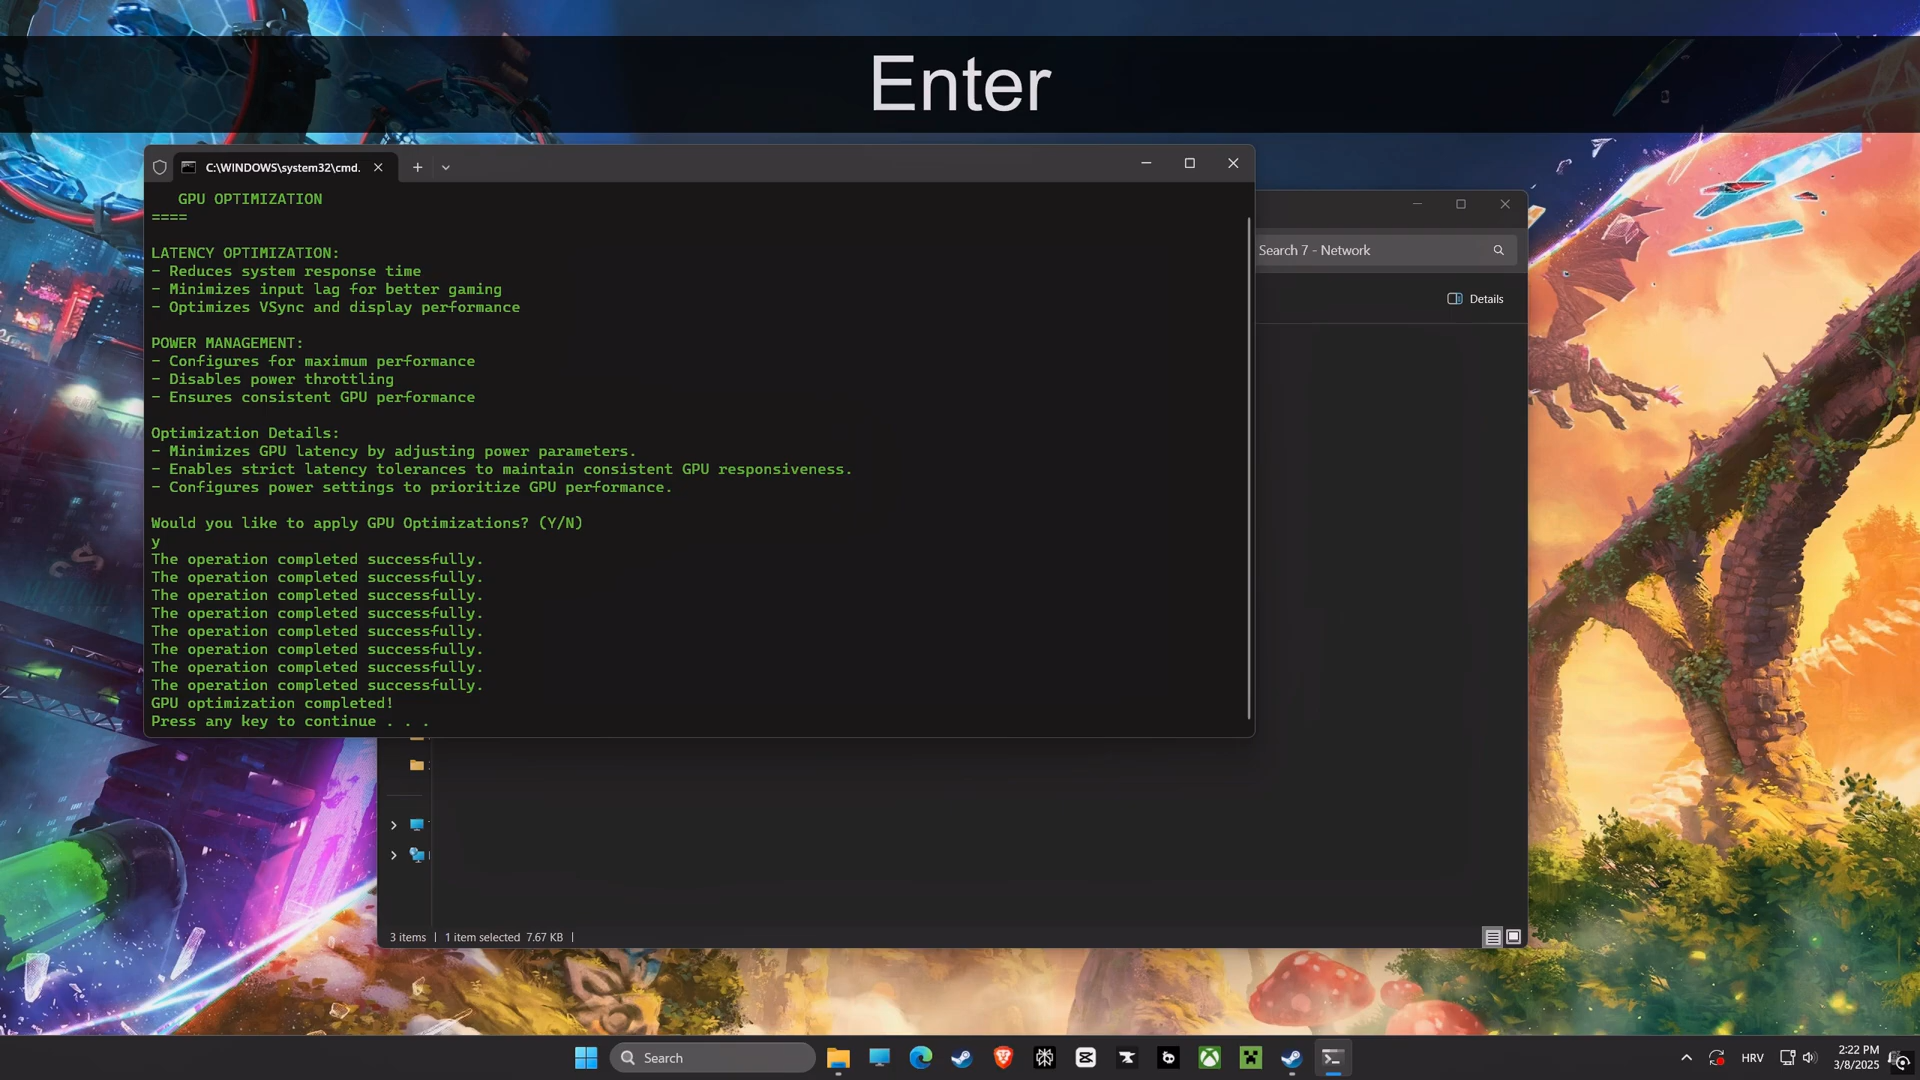 Enter
C:\WINDOWS\system32\cmd.
GPU OPTIMIZATION
====
LATENCY OPTIMIZATION:
- Reduces system response time
- Minimizes input lag for better gaming
- Optimizes VSync and display performance
POWER MANAGEMENT:
- Configures for maximum performance
- Disables power throttling
- Ensures consistent GPU performance
Optimization Details:
- Minimizes GPU latency by adjusting power parameters.
- Enables strict latency tolerances to maintain consistent GPU responsiveness.
- Configures power settings to prioritize GPU performance.
Would you like to apply GPU Optimizations? (Y/N)
y
The operation completed successfully.
The operation completed successfully.
The operation completed successfully.
The operation completed successfully.
The operation completed successfully.
The operation completed successfully.
The operation completed successfully.
The operation completed successfully.
GPU optimization completed!
Press any key to continue . . .
Search 7 - Network
Details
3 items | 1 item selected 7.67 KB |
Search
HRV
2:22 PM
3/8/2025